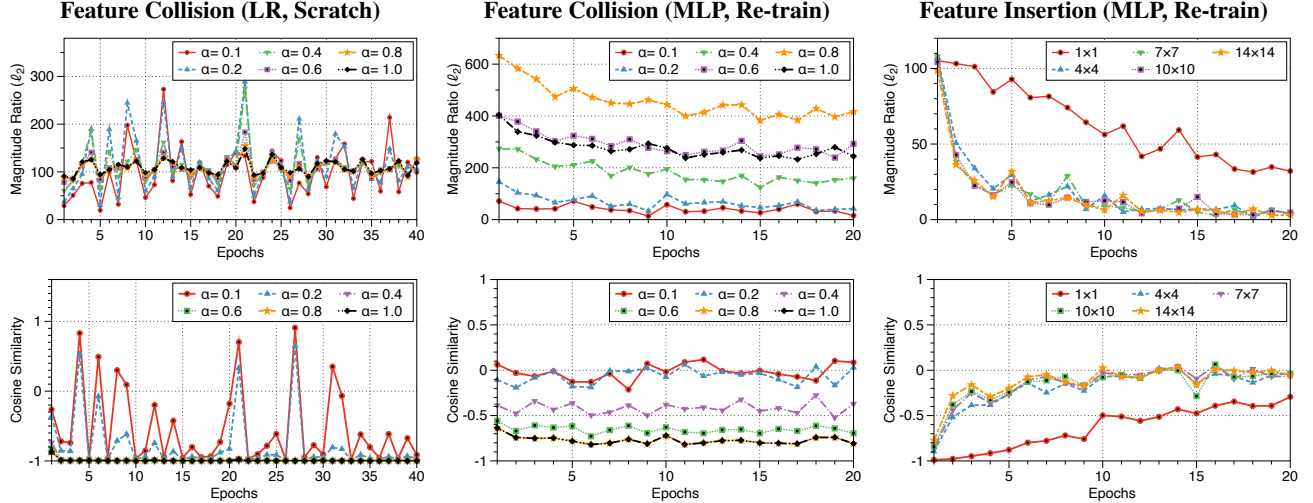 Feature Collision (LR, Scratch)
Feature Collision (MLP, Re-train)
Feature Insertion (MLP, Re-train)
Magnitude Ratio (ℓ₂)
300
200
100
0
α= 0.1
α= 0.4
α= 0.8
α= 0.2
α= 0.6
α= 1.0
5
10
15
20
25
30
35
40
Epochs
Magnitude Ratio (ℓ₂)
600
400
200
0
α= 0.1
α= 0.4
α= 0.8
α= 0.2
α= 0.6
α= 1.0
5
10
15
20
Epochs
Magnitude Ratio (ℓ₂)
100
50
0
1×1
7×7
14×14
4×4
10×10
5
10
15
20
Epochs
Cosine Similarity
1
0
-1
α= 0.1
α= 0.2
α= 0.4
α= 0.6
α= 0.8
α= 1.0
5
10
15
20
25
30
35
40
Epochs
Cosine Similarity
1
0.5
0
-0.5
-1
α= 0.1
α= 0.2
α= 0.4
α= 0.6
α= 0.8
α= 1.0
5
10
15
20
Epochs
Cosine Similarity
1
0.5
0
-0.5
-1
1×1
4×4
7×7
10×10
14×14
5
10
15
20
Epochs